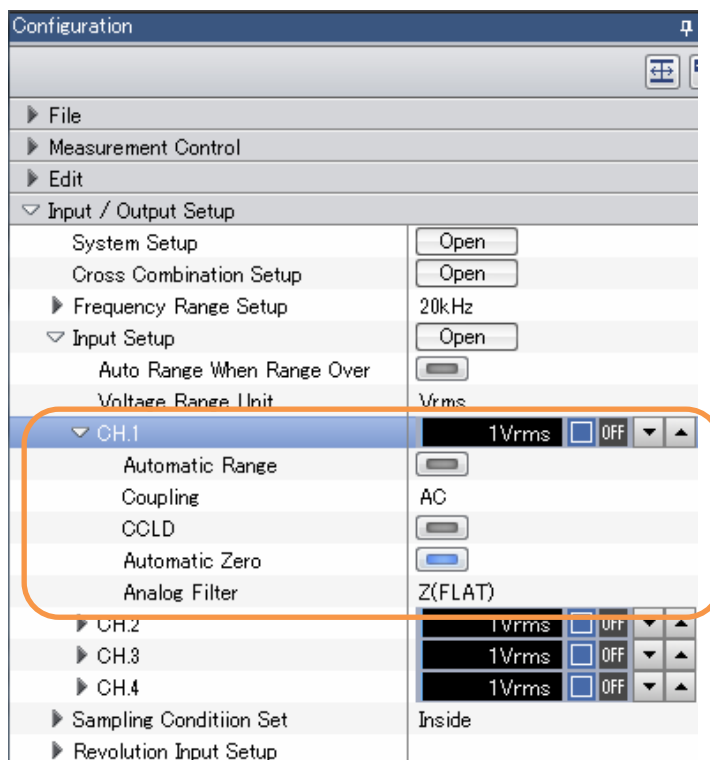 Configuration
File
Measurement Control
Edit
Input / Output Setup
System Setup Open
Cross Combination Setup Open
Frequency Range Setup 20kHz
Input Setup Open
Auto Range When Range Over
Voltage Range Unit Vrms
CH.1 1Vrms OFF
Automatic Range
Coupling AC
CCLD
Automatic Zero
Analog Filter Z(FLAT)
CH.2 1Vrms OFF
CH.3 1Vrms OFF
CH.4 1Vrms OFF
Sampling Conditiion Set Inside
Revolution Input Setup